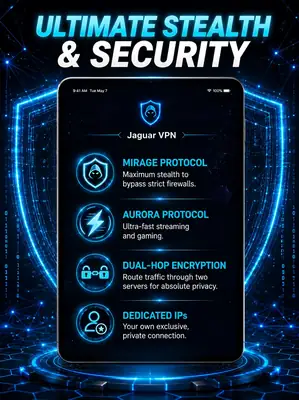 ULTIMATE STEALTH
& SECURITY
9:41 AM Tue May 7
100%
Jaguar VPN
MIRAGE PROTOCOL
Maximum stealth to
bypass strict firewalls.
AURORA PROTOCOL
Ultra-fast streaming
and gaming.
DUAL-HOP ENCRYPTION
Route traffic through two
servers for absolute privacy.
DEDICATED IPs
Your own exclusive,
private connection.